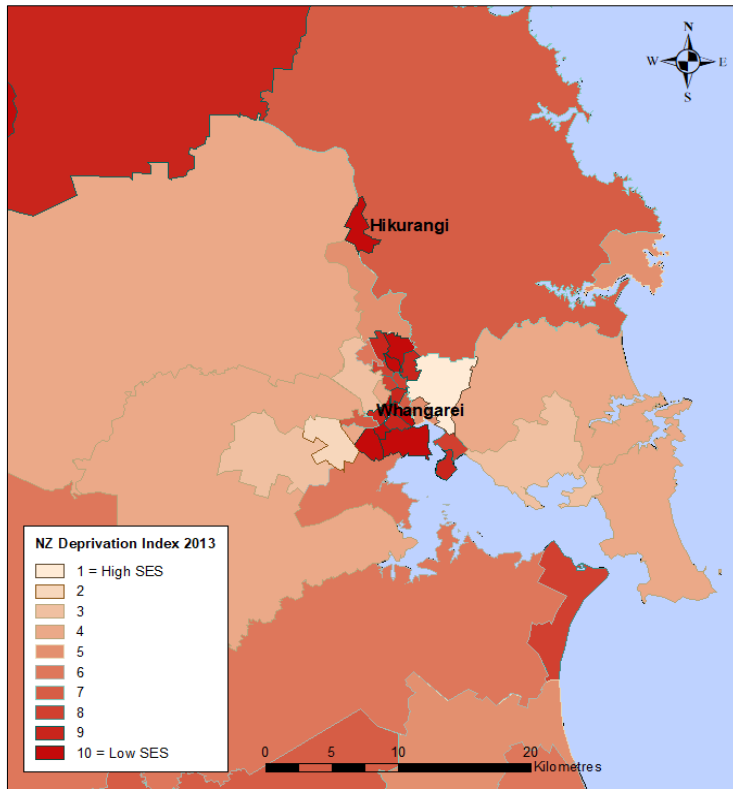 N
W E
S
Hikurangi
Whangarei
NZ Deprivation Index 2013
1 = High SES
2
3
4
5
6
7
8
9
10 = Low SES
0 5 10 20
Kilometres